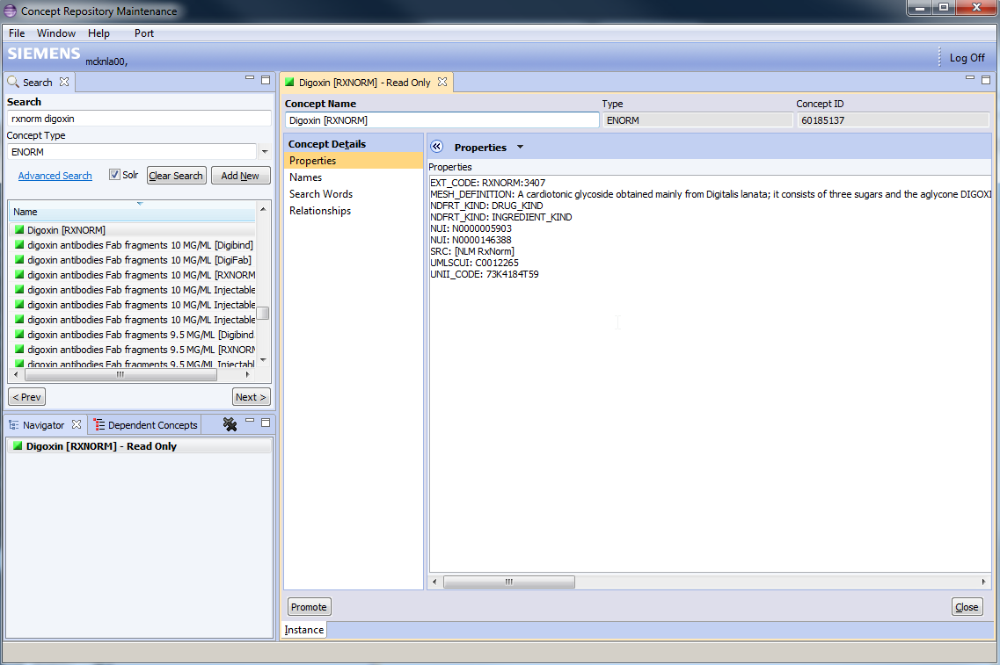 Concept Repository Maintenance
File Window Help Port
SIEMENS mcknla00,
Log Off
Search
Search
rxnorm digoxin
Concept Type
ENORM
Advanced Search Solr Clear Search Add New
Name
Digoxin [RXNORM]
digoxin antibodies Fab fragments 10 MG/ML [Digibind]
digoxin antibodies Fab fragments 10 MG/ML [DigiFab]
digoxin antibodies Fab fragments 10 MG/ML [RXNORM
digoxin antibodies Fab fragments 10 MG/ML Injectable
digoxin antibodies Fab fragments 10 MG/ML Injectable
digoxin antibodies Fab fragments 10 MG/ML Injectable
digoxin antibodies Fab fragments 9.5 MG/ML [Digibind
digoxin antibodies Fab fragments 9.5 MG/ML [RXNORM
digoxin antibodies Fab fragments 9.5 MG/ML Injectabl
< Prev Next >
Navigator Dependent Concepts
Digoxin [RXNORM] - Read Only
Digoxin [RXNORM] - Read Only
Concept Name Type Concept ID
Digoxin [RXNORM] ENORM 60185137
Concept Details
Properties
Names
Search Words
Relationships
Properties
Properties
EXT_CODE: RXNORM:3407
MESH_DEFINITION: A cardiotonic glycoside obtained mainly from Digitalis lanata; it consists of three sugars and the aglycone DIGOXI
NDFRT_KIND: DRUG_KIND
NDFRT_KIND: INGREDIENT_KIND
NUI: N0000005903
NUI: N0000146388
SRC: [NLM RxNorm]
UMLSCUI: C0012265
UNII_CODE: 73K4184T59
Promote Close
Instance